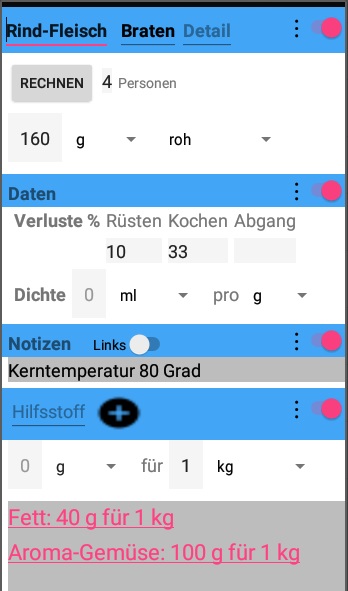 Rind-Fleisch Braten Detail
RECHNEN 4 Personen
160 g roh
Daten
Verluste % Rüsten Kochen Abgang
10 33
Dichte 0 ml pro g
Notizen Links
Kerntemperatur 80 Grad
Hilfsstoff
0 g für 1 kg
Fett: 40 g für 1 kg
Aroma-Gemüse: 100 g für 1 kg